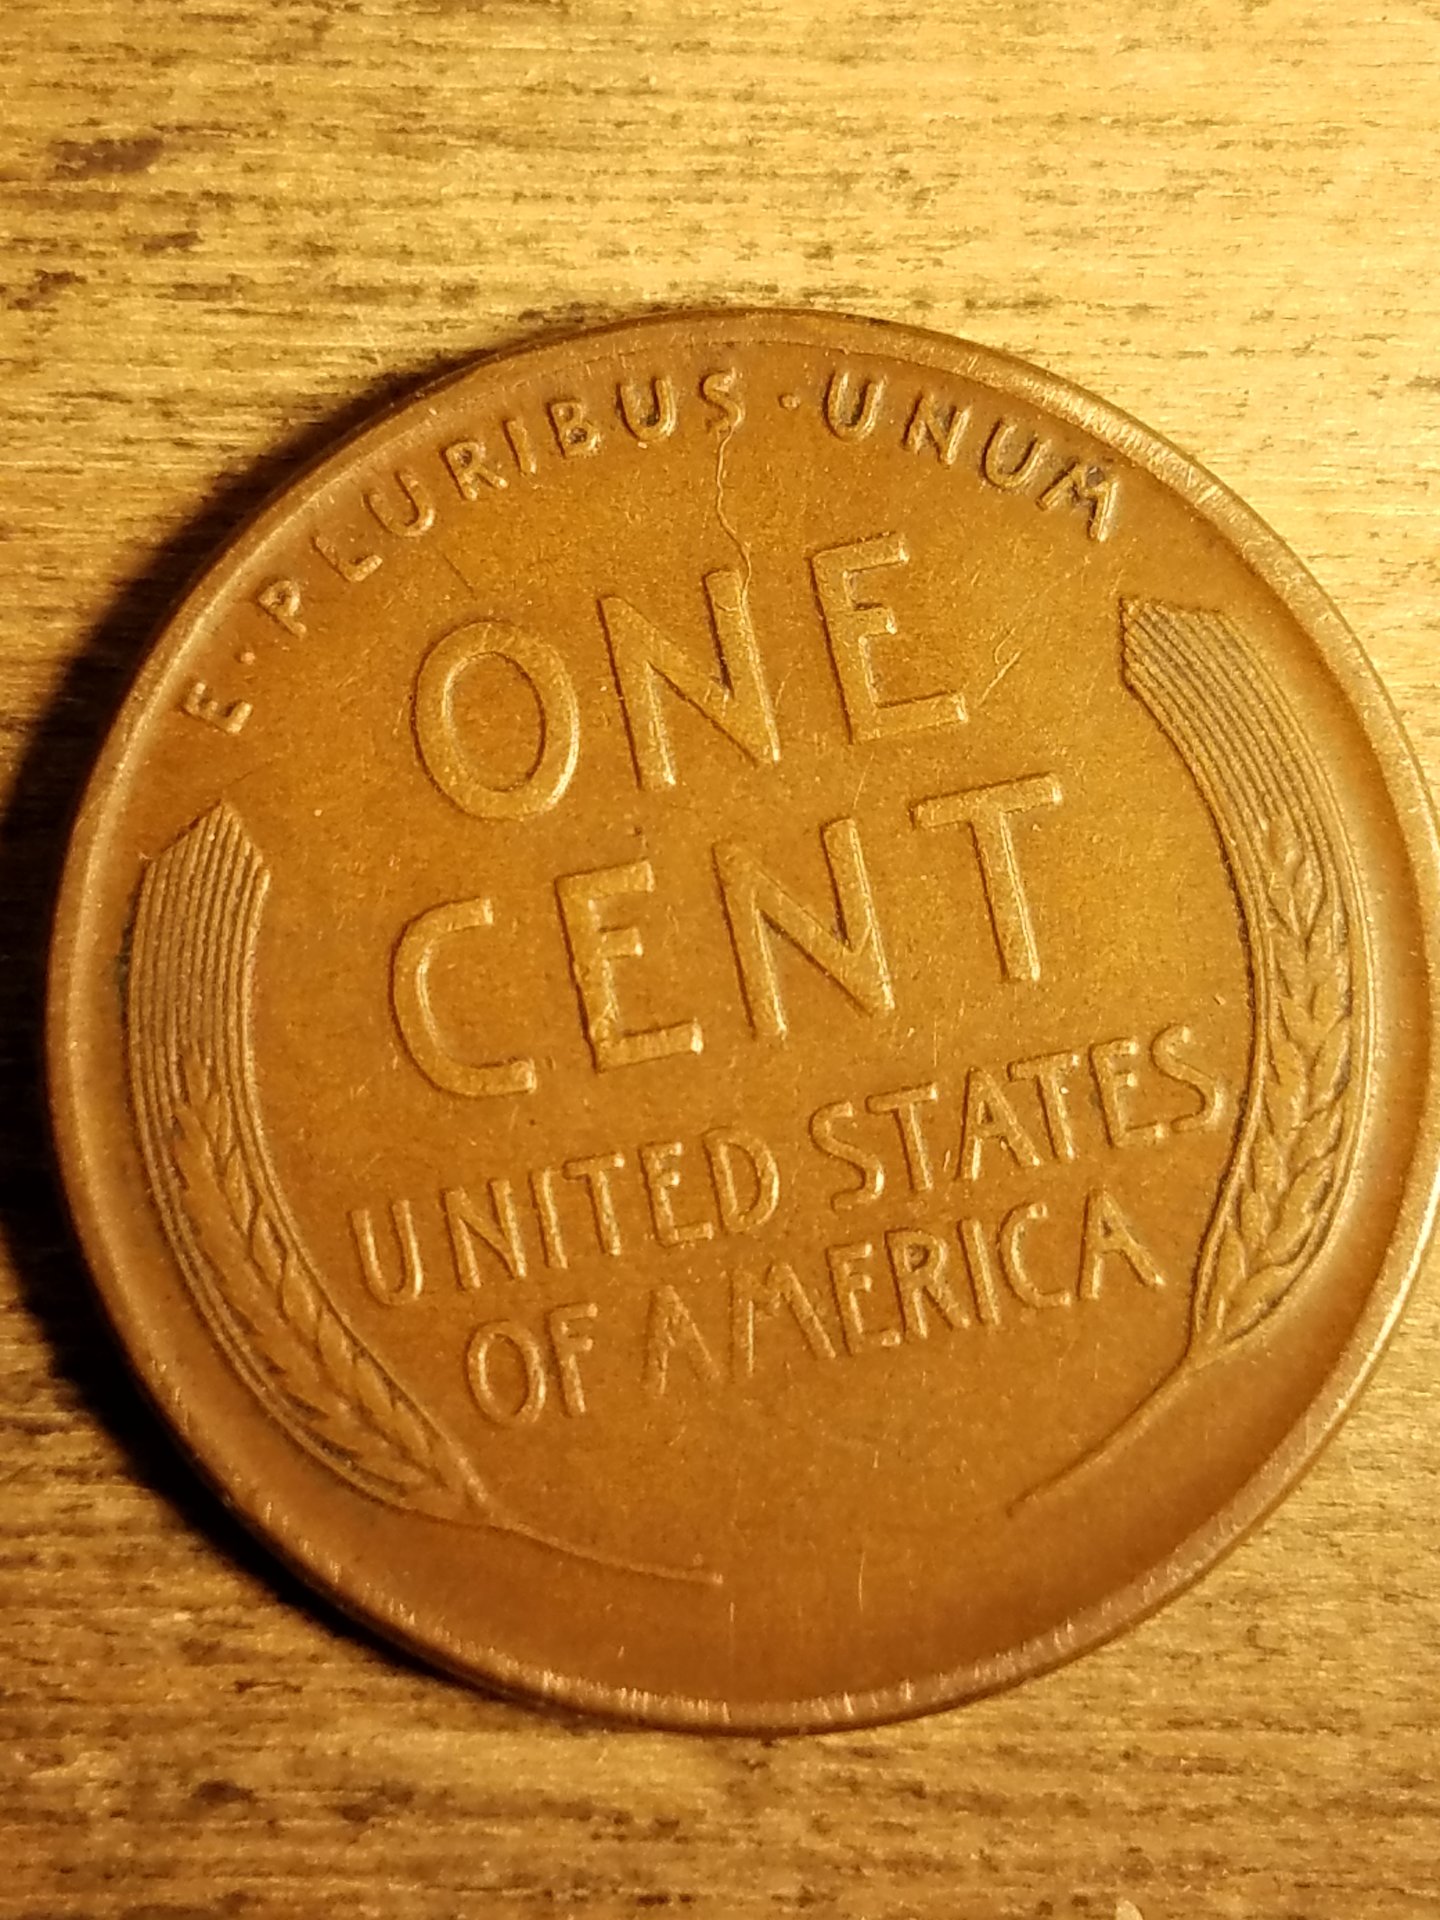 E·PLURIBUS·UNUM
ONE
CENT
UNITED STATES
OF AMERICA